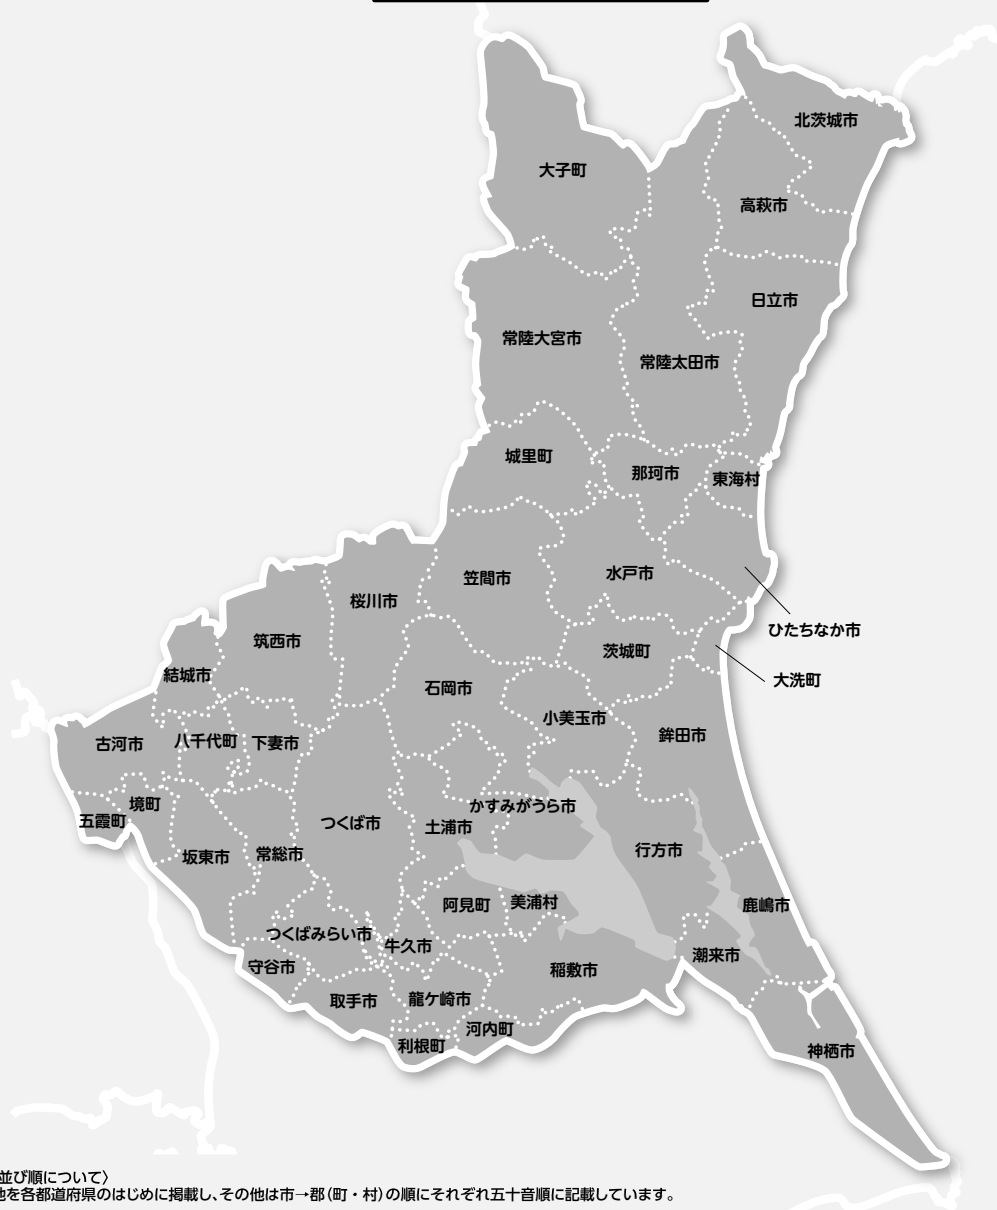 北茨城市
大子町
高萩市
日立市
常陸大宮市
常陸太田市
城里町
那珂市
東海村
笠間市
水戸市
桜川市
ひたちなか市
筑西市
茨城町
結城市
大洗町
石岡市
小美玉市
鉾田市
古河市
八千代町
下妻市
境町
かすみがうら市
五霞町
つくば市
土浦市
坂東市
常総市
行方市
阿見町
美浦村
鹿嶋市
つくばみらい市
牛久市
潮来市
守谷市
稲敷市
取手市
龍ケ崎市
河内町
利根町
神栖市
並び順について〉
を各都道府県のはじめに掲載し、その他は市→郡(町・村)の順にそれぞれ五十音順に記載しています。